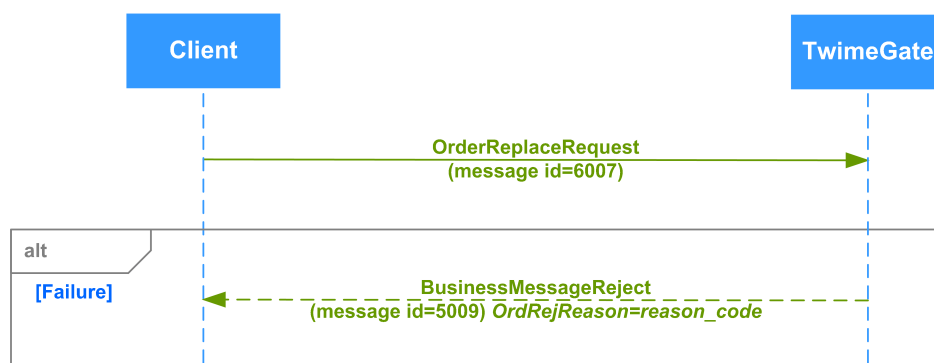 Client
TwimeGate
OrderReplaceRequest
(message id=6007)
alt
[Failure]
BusinessMessageReject
(message id=5009) OrdRejReason=reason_code